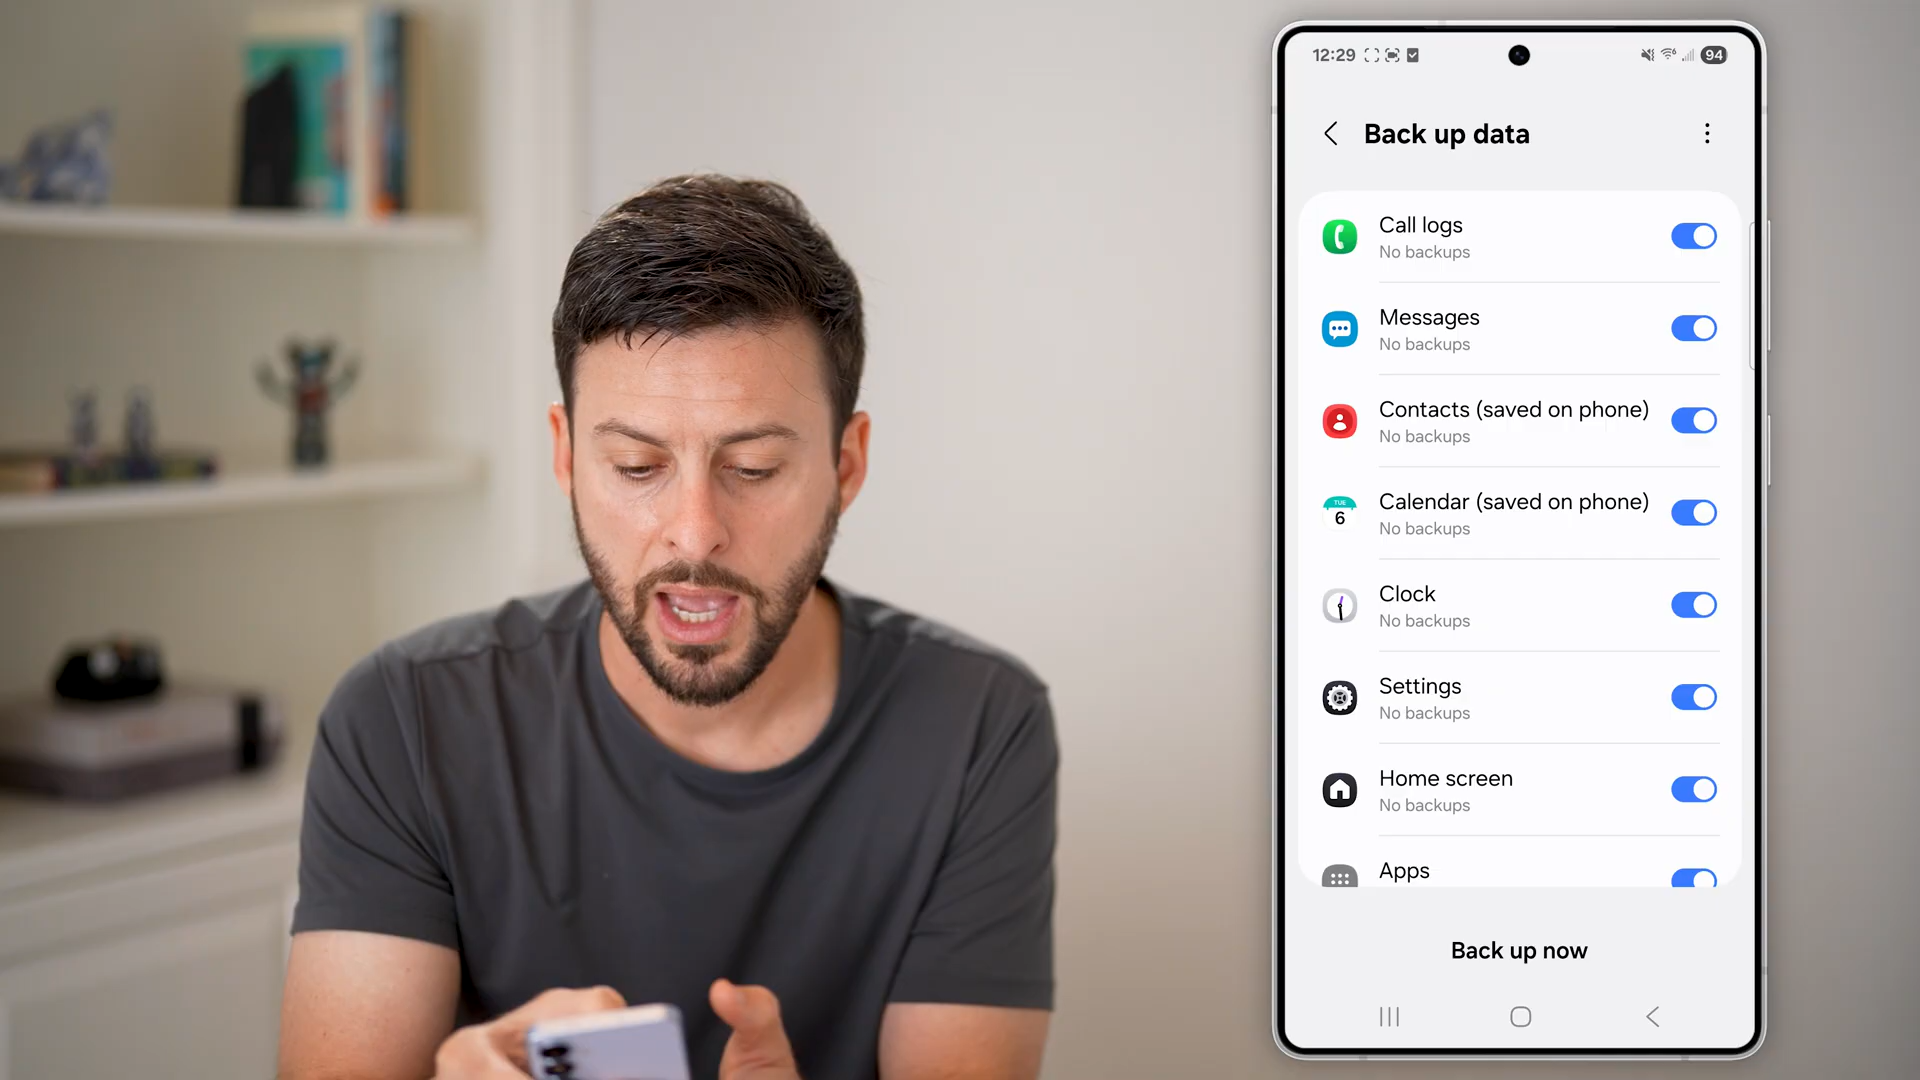 12:29
94
Back up data
Call logs
No backups
Messages
No backups
Contacts (saved on phone)
No backups
Calendar (saved on phone)
No backups
TUE
6
Clock
No backups
Settings
No backups
Home screen
No backups
Apps
Back up now